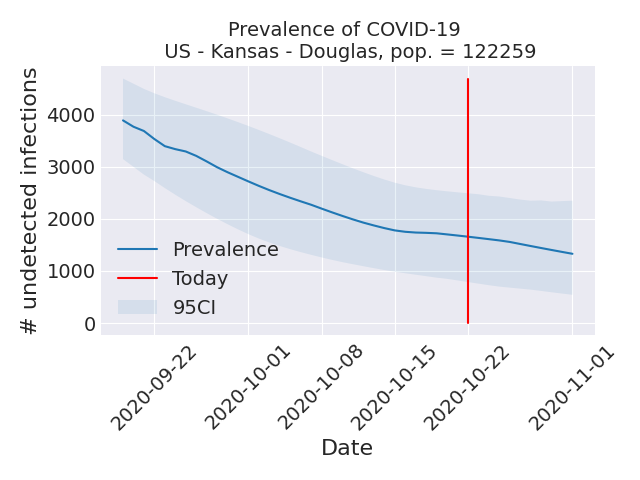 Prevalence of COVID-19
US - Kansas - Douglas, pop. = 122259
# undetected infections
4000
3000
2000
1000
0
Prevalence
Today
95CI
2020-09-22
2020-10-01
2020-10-08
2020-10-15
2020-10-22
2020-11-01
Date